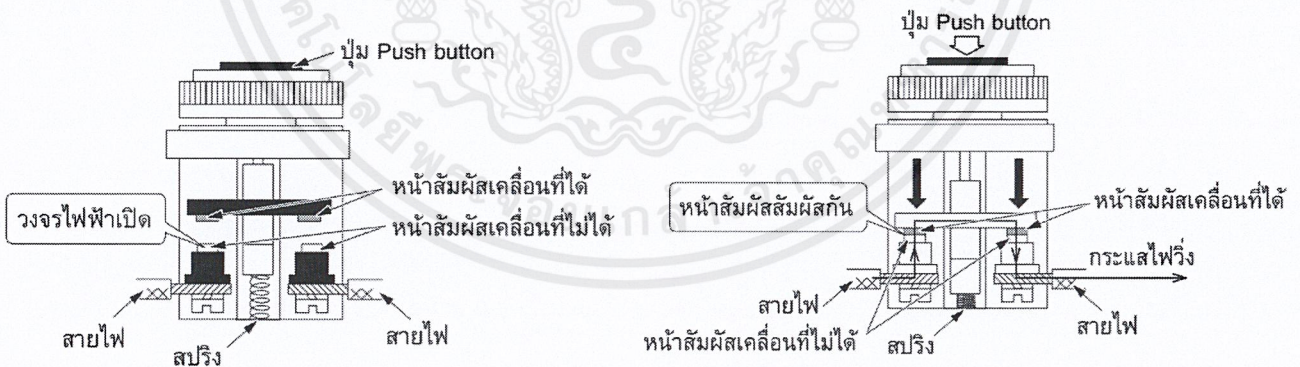 ปุ่ม Push button
หน้าสัมผัสเคลื่อนที่ได้
วงจรไฟฟ้าเปิด
หน้าสัมผัสเคลื่อนที่ไม่ได้
สายไฟ
สปริง
สายไฟ
ปุ่ม Push button
หน้าสัมผัสสัมผัสกัน
หน้าสัมผัสเคลื่อนที่ได้
กระแสไฟวิ่ง
สายไฟ
หน้าสัมผัสเคลื่อนที่ไม่ได้
สปริง
สายไฟ